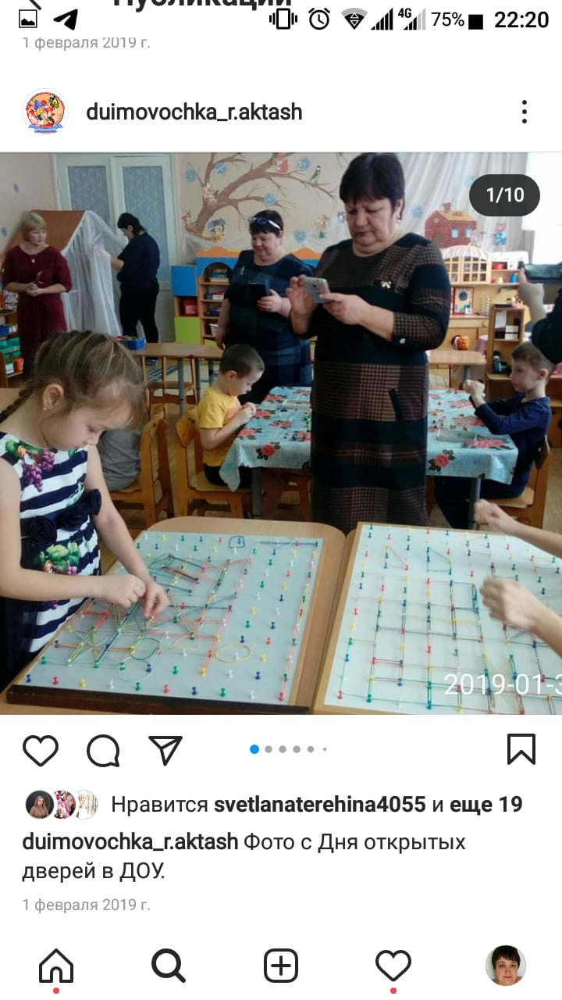 Публикации
4G 75% 22:20
1 февраля 2019 г.
duimovochka_r.aktash
1/10
2019-01-3
Нравится svetlanaterehina4055 и еще 19
duimovochka_r.aktash Фото с Дня открытых
дверей в ДОУ.
1 февраля 2019 г.